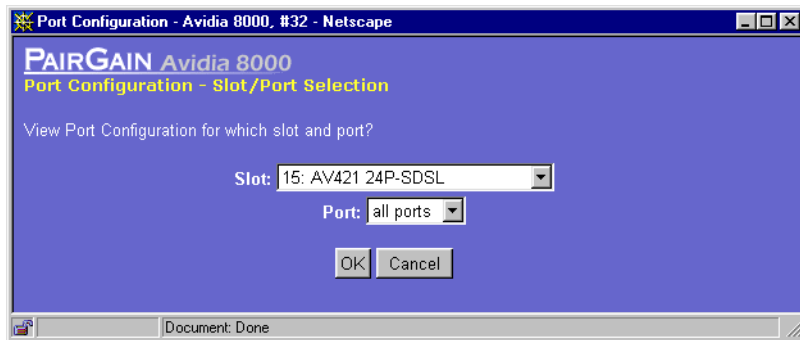 Port Configuration - Avidia 8000, #32 - Netscape
PAIRGAIN Avidia 8000
Port Configuration - Slot/Port Selection
View Port Configuration for which slot and port?
Slot: 15: AV421 24P-SDSL
Port: all ports
OK Cancel
Document: Done